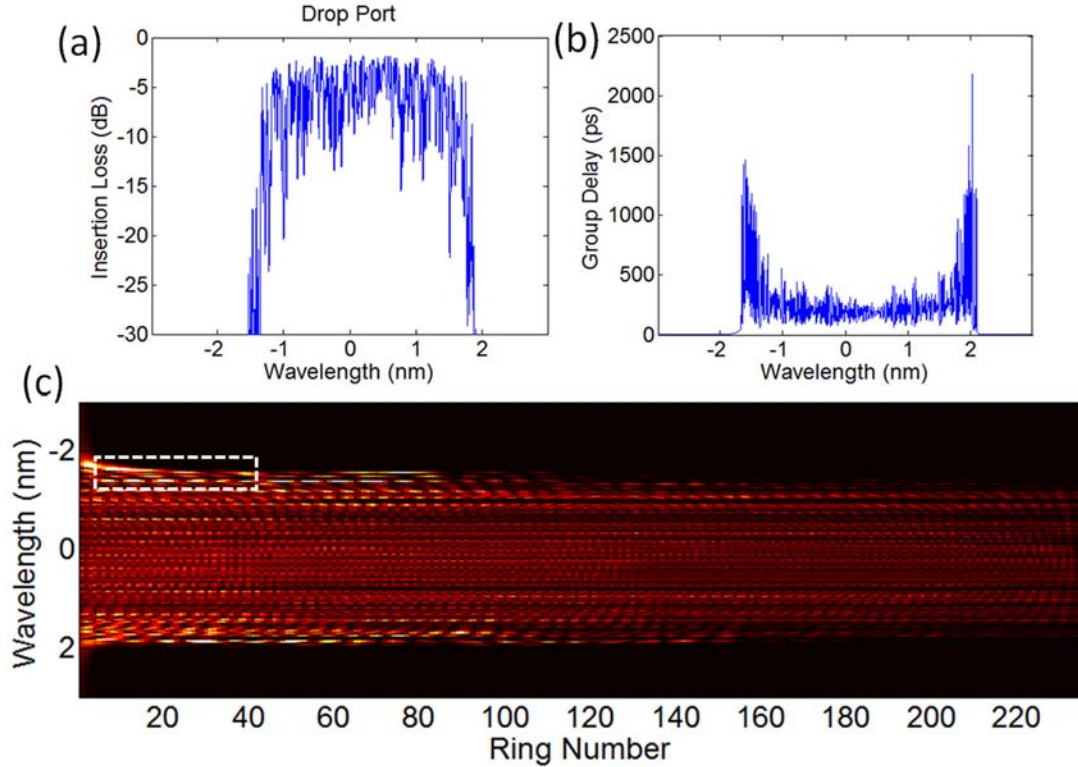 Drop Port
(a)
0
-5
-10
-15
-20
-25
-30
Insertion Loss (dB)
-2 -1 0 1 2
Wavelength (nm)
(b)
2500
2000
1500
1000
500
0
Group Delay (ps)
-2 -1 0 1 2
Wavelength (nm)
(c)
-2
0
2
Wavelength (nm)
20 40 60 80 100 120 140 160 180 200 220
Ring Number